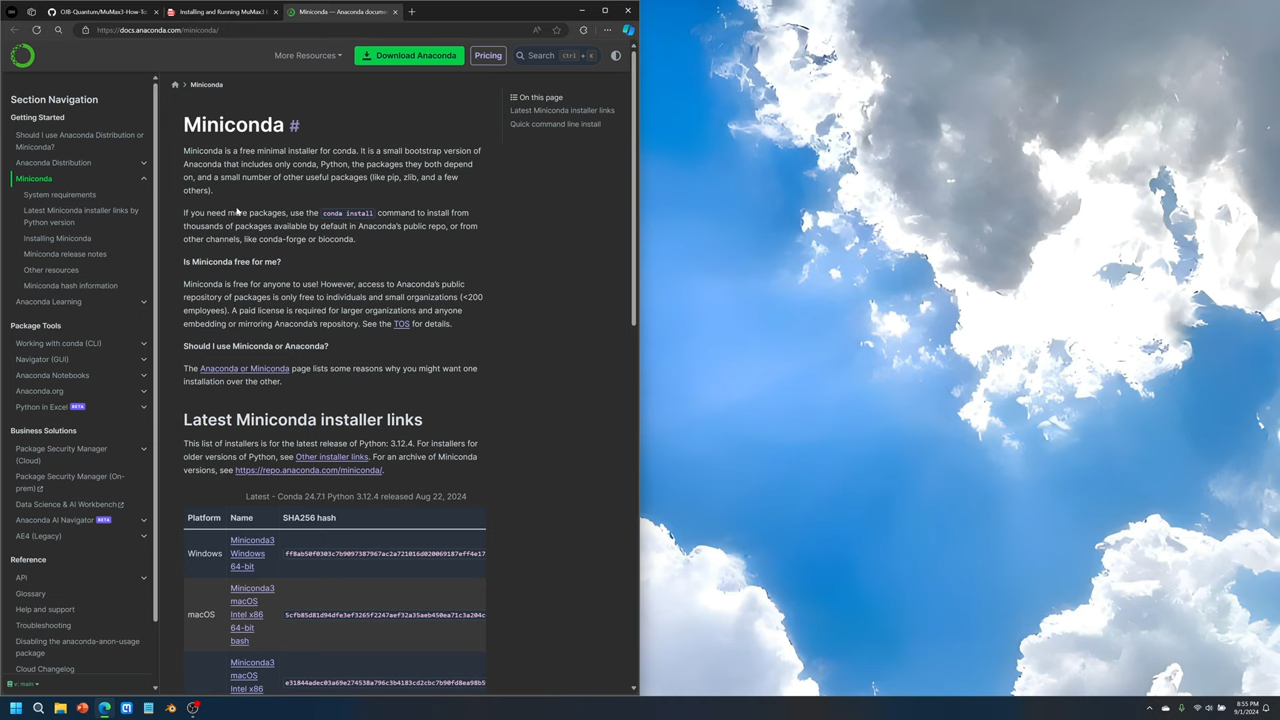 OJB-Quantum/MuMax3-How-To
Installing and Running MuMax3
Miniconda — Anaconda docume
https://docs.anaconda.com/miniconda/
More Resources
Download Anaconda
Pricing
Search Ctrl + K
Section Navigation
Getting Started
Should I use Anaconda Distribution or
Miniconda?
Anaconda Distribution
Miniconda
System requirements
Latest Miniconda installer links by
Python version
Installing Miniconda
Miniconda release notes
Other resources
Miniconda hash information
Anaconda Learning
Package Tools
Working with conda (CLI)
Navigator (GUI)
Anaconda Notebooks
Anaconda.org
Python in Excel BETA
Business Solutions
Package Security Manager
(Cloud)
Package Security Manager (On-
prem)
Data Science & AI Workbench
Anaconda AI Navigator BETA
AE4 (Legacy)
Reference
API
Glossary
Help and support
Troubleshooting
Disabling the anaconda-anon-usage
package
Cloud Changelog
v: main
Miniconda
Miniconda #
Miniconda is a free minimal installer for conda. It is a small bootstrap version of
Anaconda that includes only conda, Python, the packages they both depend
on, and a small number of other useful packages (like pip, zlib, and a few
others).
If you need more packages, use the conda install command to install from
thousands of packages available by default in Anaconda's public repo, or from
other channels, like conda-forge or bioconda.
Is Miniconda free for me?
Miniconda is free for anyone to use! However, access to Anaconda's public
repository of packages is only free to individuals and small organizations (<200
employees). A paid license is required for larger organizations and anyone
embedding or mirroring Anaconda's repository. See the TOS for details.
Should I use Miniconda or Anaconda?
The Anaconda or Miniconda page lists some reasons why you might want one
installation over the other.
Latest Miniconda installer links
This list of installers is for the latest release of Python: 3.12.4. For installers for
older versions of Python, see Other installer links. For an archive of Miniconda
versions, see https://repo.anaconda.com/miniconda/.
Latest - Conda 24.7.1 Python 3.12.4 released Aug 22, 2024
Platform Name SHA256 hash
Windows
Miniconda3
Windows
64-bit
ff8ab50f0303c7b9097387967ac2a721016d020069187eff4e17
macOS
Miniconda3
macOS
Intel x86
64-bit
bash
5cfb85d81d94dfe3ef3265f2247aef32a35aeb450ea71c3a204c
Miniconda3
macOS
Intel x86
e31844adec03a69e274538a796c3b4183cd2cbc7b90fd8ea98b5
On this page
Latest Miniconda installer links
Quick command line install
8:55 PM
9/1/2024